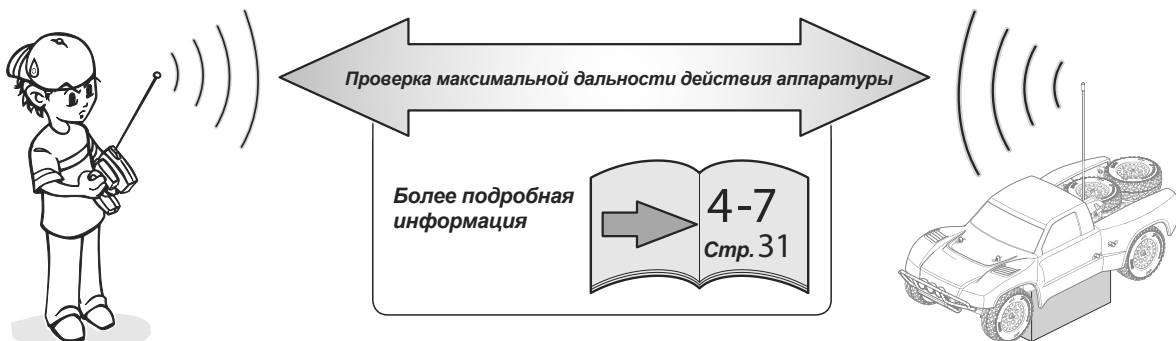 Проверка максимальной дальности действия аппаратуры
Более подробная
информация
4-7
Стр. 31